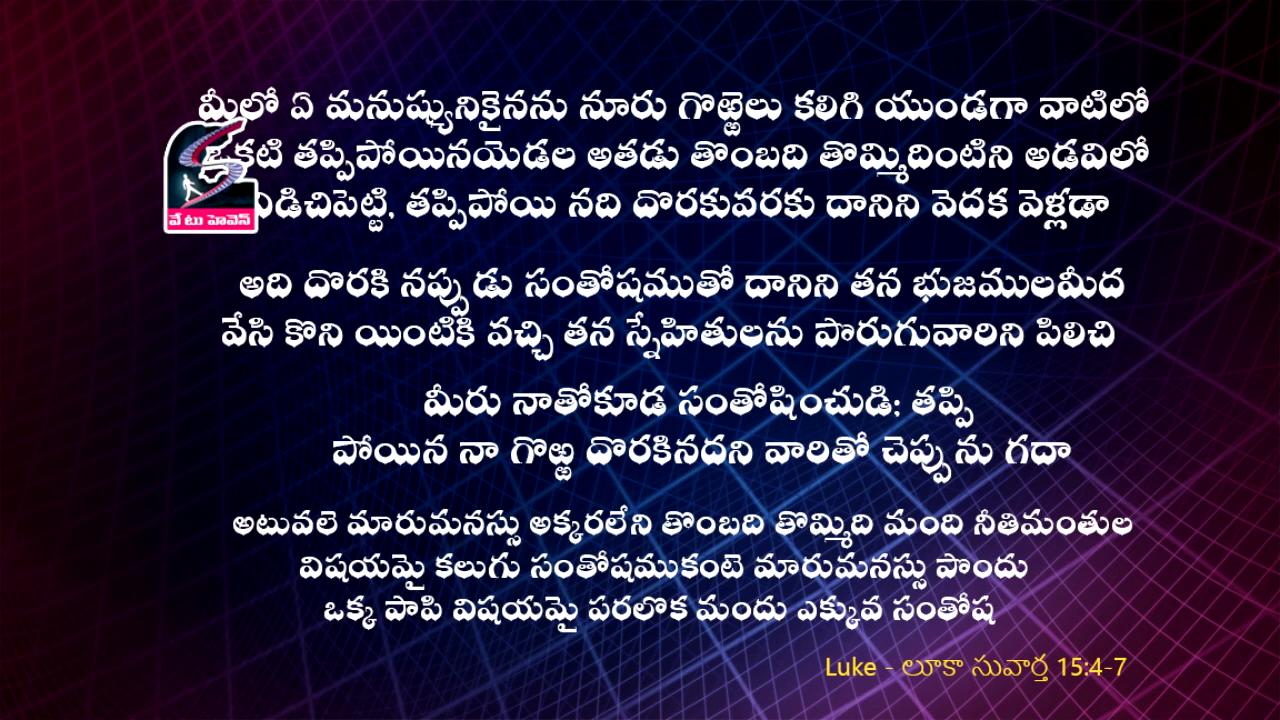 మీలో ఏ మనుష్యునికైనను నూరు గొఱ్ఱెలు కలిగి యుండగా వాటిలో
ఒకటి తప్పిపోయినయెడల అతడు తొంబది తొమ్మిదింటిని అడవిలో
విడిచిపెట్టి, తప్పిపోయి నది దొరకువరకు దానిని వెదక వెళ్లడా
వే టు హెవెన్
అది దొరకి నప్పుడు సంతోషముతో దానిని తన భుజములమీద
వేసి కొని యింటికి వచ్చి తన స్నేహితులను పొరుగువారిని పిలిచి
మీరు నాతోకూడ సంతోషించుడి; తప్పి
పోయిన నా గొఱ్ఱ దొరకినదని వారితో చెప్పును గదా
అటువలె మారుమనస్సు అక్కరలేని తొంబది తొమ్మిది మంది నీతిమంతుల
విషయమై కలుగు సంతోషముకంటె మారుమనస్సు పొందు
ఒక్క పాపి విషయమై పరలొక మందు ఎక్కువ సంతోష
Luke - లూకా సువార్త 15:4-7